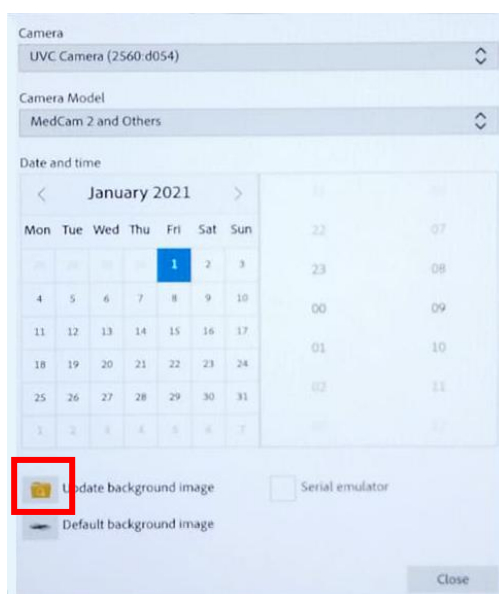 Camera
UVC Camera (2560:d054)
Camera Model
MedCam 2 and Others
Date and time
< January 2021 >
Mon Tue Wed Thu Fri Sat Sun
1 2 3
4 5 6 7 8 9 10
11 12 13 14 15 16 17
18 19 20 21 22 23 24
25 26 27 28 29 30 31
22 07
23 08
00 09
01 10
02 11
Update background image
Serial emulator
Default background image
Close